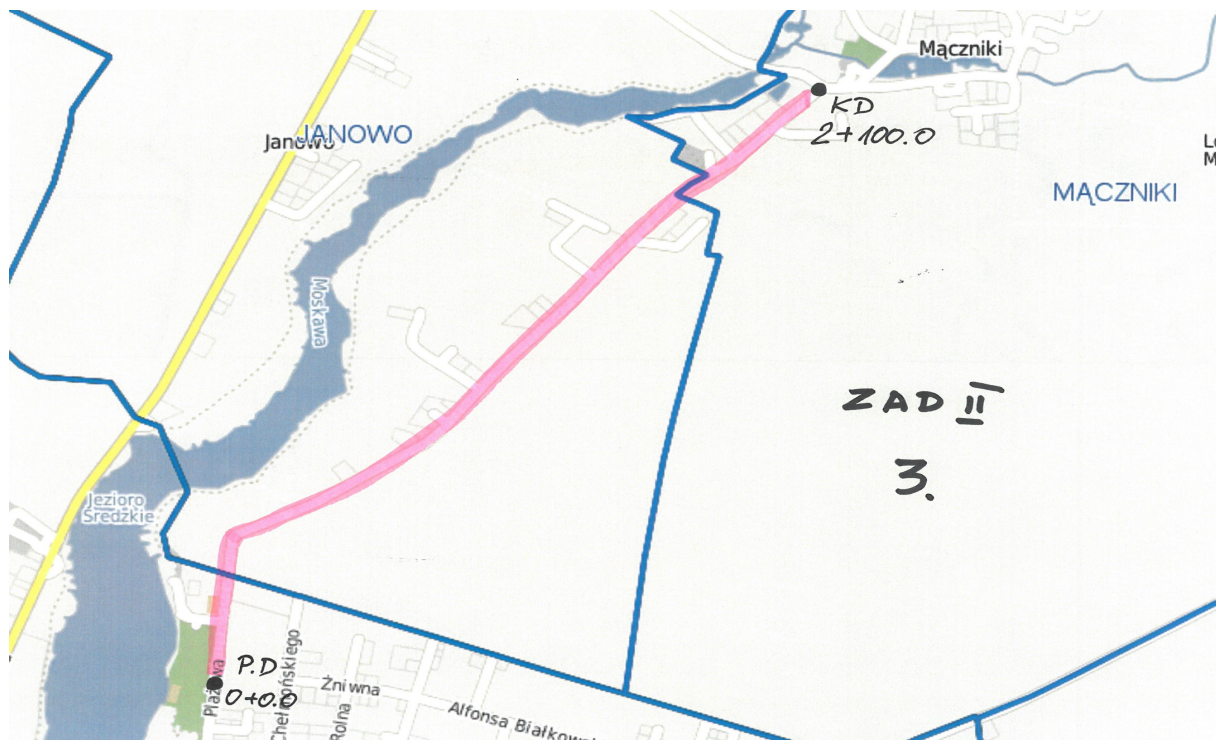 Mączniki
KD
2+100.0
Janowo
JANOWO
MĄCZNIKI
Moskawa
ZAD II
3.
Jezioro
Średzkie
P.D
0+0.0
Plażowa
Chełmońskiego
Żniwna
Rolna
Alfonsa